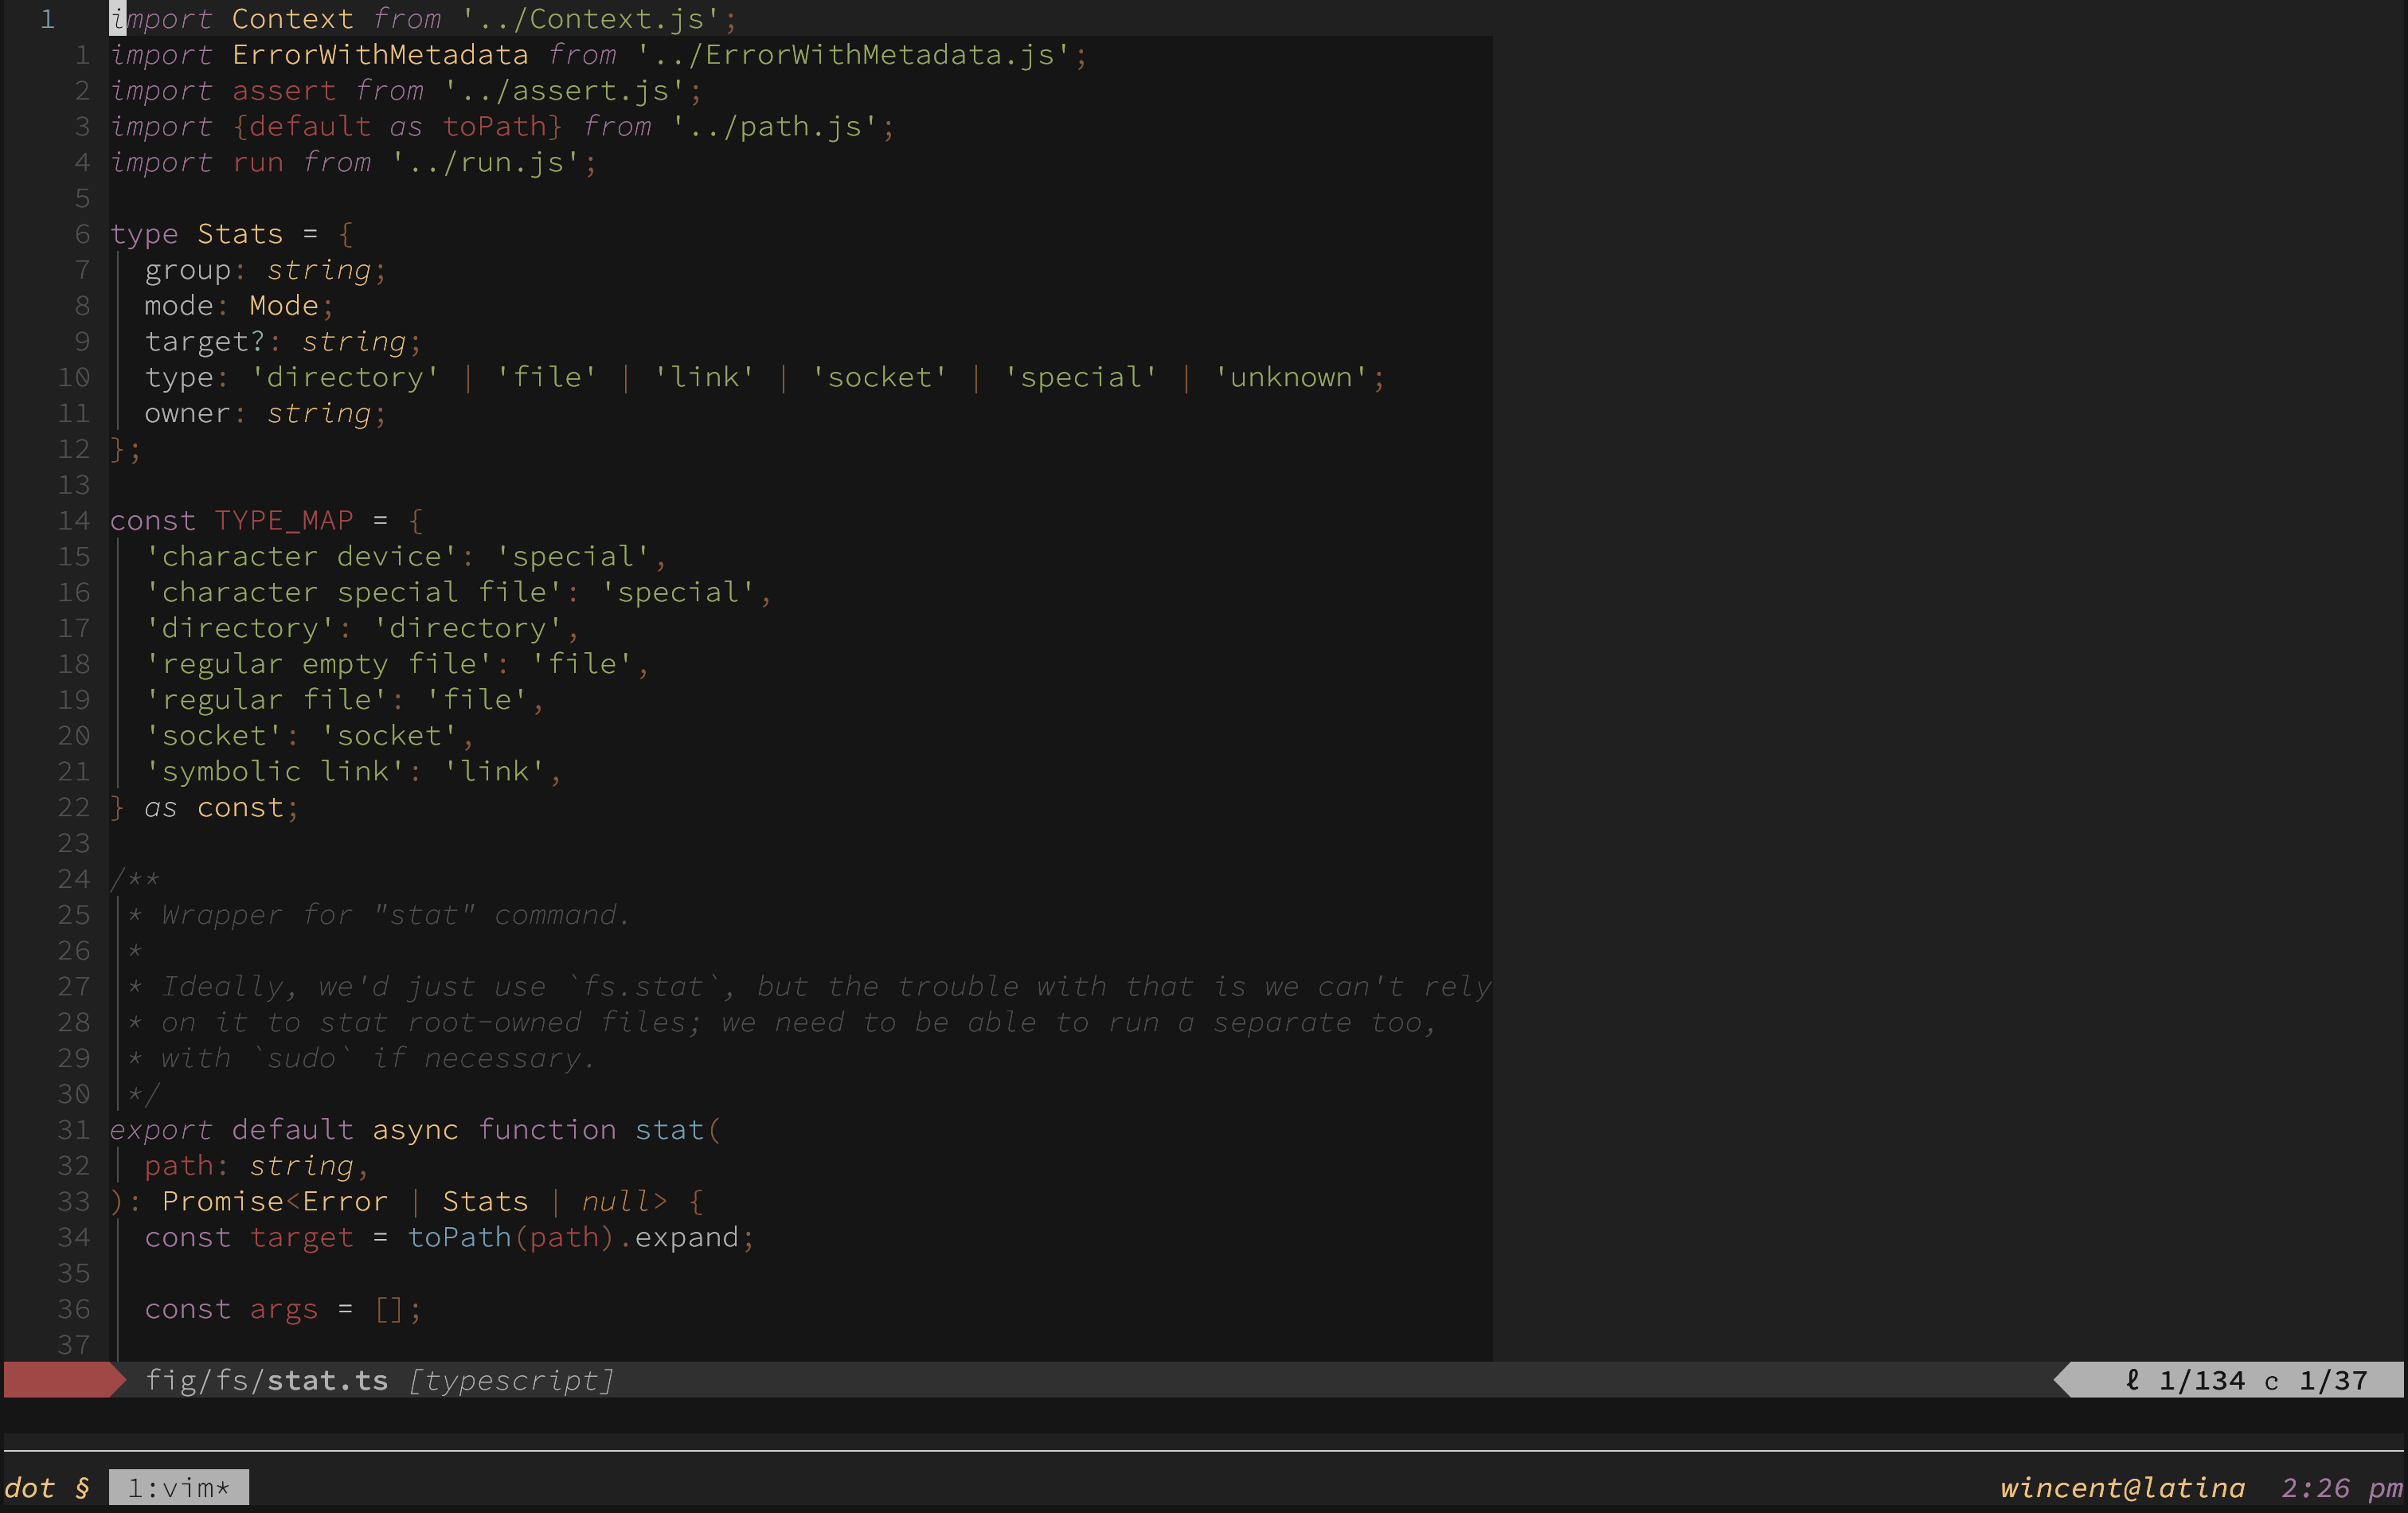 1 import Context from '../Context.js';
1 import ErrorWithMetadata from '../ErrorWithMetadata.js';
2 import assert from '../assert.js';
3 import {default as toPath} from '../path.js';
4 import run from '../run.js';
5
6 type Stats = {
7   group: string;
8   mode: Mode;
9   target?: string;
10   type: 'directory' | 'file' | 'link' | 'socket' | 'special' | 'unknown';
11   owner: string;
12 };
13
14 const TYPE_MAP = {
15   'character device': 'special',
16   'character special file': 'special',
17   'directory': 'directory',
18   'regular empty file': 'file',
19   'regular file': 'file',
20   'socket': 'socket',
21   'symbolic link': 'link',
22 } as const;
23
24 /**
25  * Wrapper for "stat" command.
26  *
27  * Ideally, we'd just use `fs.stat`, but the trouble with that is we can't rely
28  * on it to stat root-owned files; we need to be able to run a separate too,
29  * with `sudo` if necessary.
30  */
31 export default async function stat(
32   path: string,
33 ): Promise<Error | Stats | null> {
34   const target = toPath(path).expand;
35
36   const args = [];
37
fig/fs/stat.ts [typescript] ℓ 1/134 c 1/37
dot § 1:vim* wincent@latina 2:26 pm